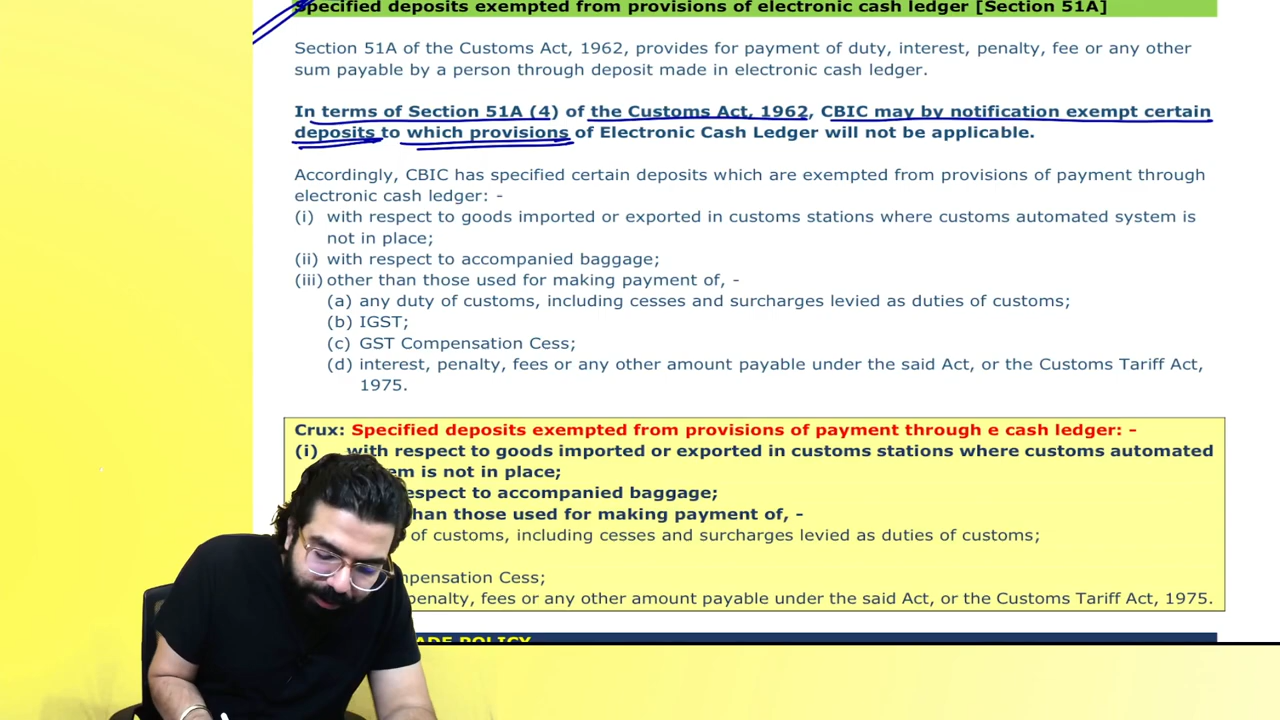 Specified deposits exempted from provisions of electronic cash ledger [Section 51A]
Section 51A of the Customs Act, 1962, provides for payment of duty, interest, penalty, fee or any other
sum payable by a person through deposit made in electronic cash ledger.
In terms of Section 51A (4) of the Customs Act, 1962, CBIC may by notification exempt certain
deposits to which provisions of Electronic Cash Ledger will not be applicable.
Accordingly, CBIC has specified certain deposits which are exempted from provisions of payment through
electronic cash ledger: -
(i) with respect to goods imported or exported in customs stations where customs automated system is
not in place;
(ii) with respect to accompanied baggage;
(iii) other than those used for making payment of, -
(a) any duty of customs, including cesses and surcharges levied as duties of customs;
(b) IGST;
(c) GST Compensation Cess;
(d) interest, penalty, fees or any other amount payable under the said Act, or the Customs Tariff Act,
1975.
Crux: Specified deposits exempted from provisions of payment through e cash ledger: -
(i) with respect to goods imported or exported in customs stations where customs automated
is not in place;
to accompanied baggage;
than those used for making payment of, -
of customs, including cesses and surcharges levied as duties of customs;
Cess;
penalty, fees or any other amount payable under the said Act, or the Customs Tariff Act, 1975.
POLICY